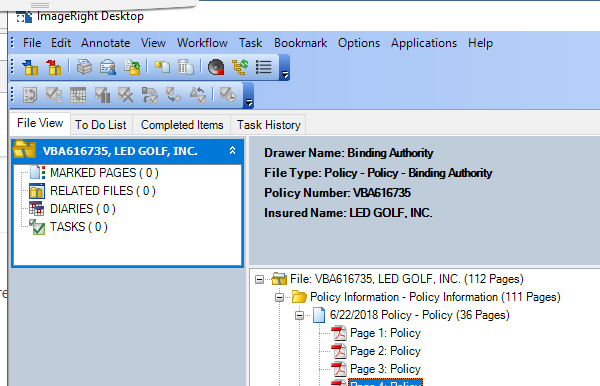 ImageRight Desktop
File Edit Annotate View Workflow Task Bookmark Options Applications Help
File View To Do List Completed Items Task History
VBA616735, LED GOLF, INC.
MARKED PAGES ( 0 )
RELATED FILES ( 0 )
DIARIES ( 0 )
TASKS ( 0 )
Drawer Name: Binding Authority
File Type: Policy - Policy - Binding Authority
Policy Number: VBA616735
Insured Name: LED GOLF, INC.
File: VBA616735, LED GOLF, INC. (112 Pages)
Policy Information - Policy Information (111 Pages)
6/22/2018 Policy - Policy (36 Pages)
Page 1: Policy
Page 2: Policy
Page 3: Policy
Page 4: Policy